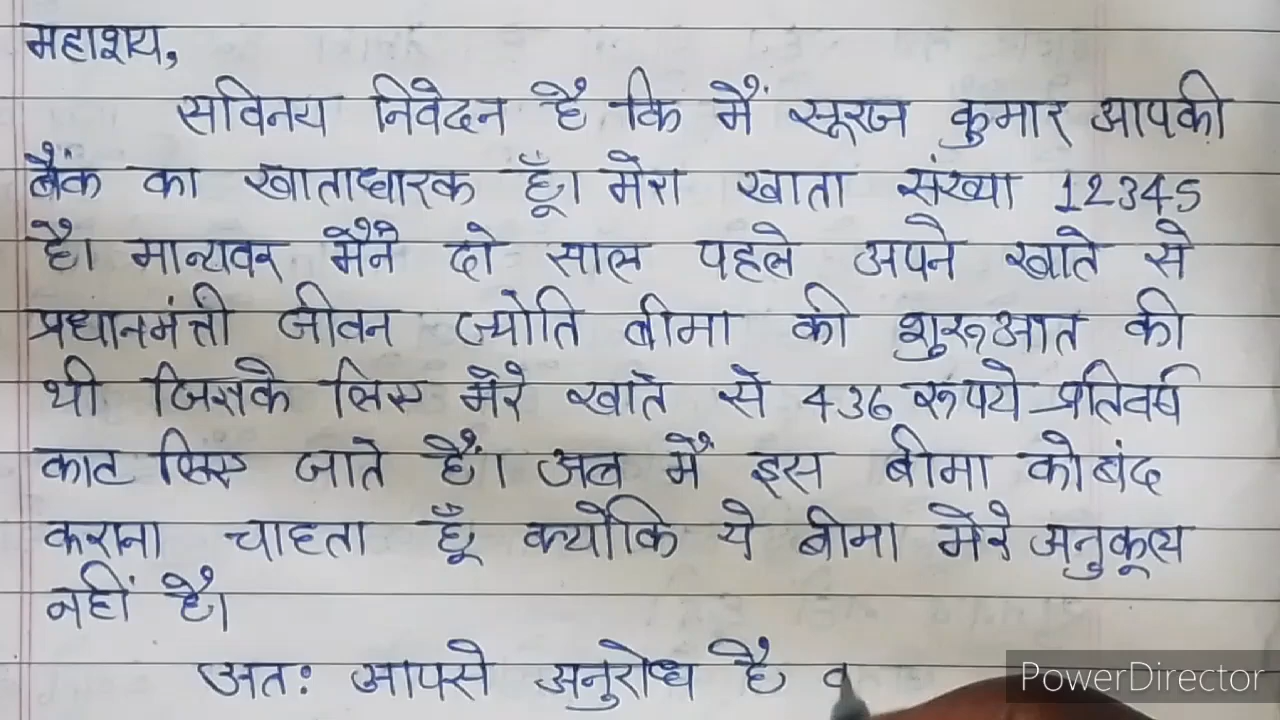 महाशय,
सविनय निवेदन है कि मैं सूरज कुमार आपकी
बैंक का खाताधारक हूँ। मेरा खाता संख्या 12345
है। मान्यवर मैंने दो साल पहले अपने खाते से
प्रधानमंत्री जीवन ज्योति बीमा की शुरूआत की
थी जिसके लिए मेरे खाते से 436 रूपये प्रतिवर्ष
काट लिए जाते हैं। अब मैं इस बीमा को बंद
कराना चाहता हूँ क्योकि ये बीमा मेरे अनुकूल
नहीं है।
अतः आपसे अनुरोध है
PowerDirector